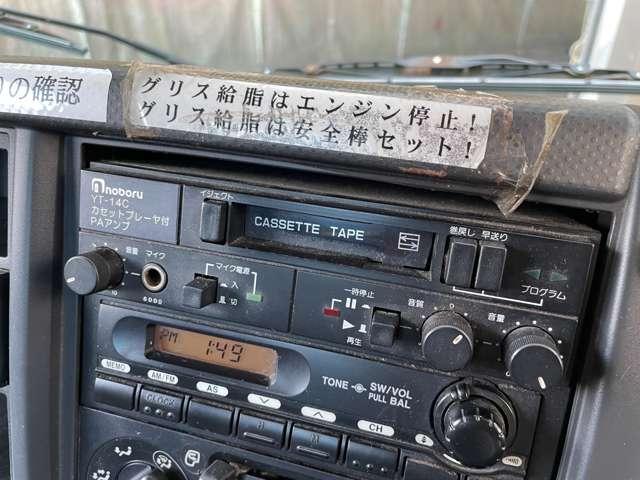 りの確認
グリス給脂はエンジン停止!
グリス給脂は安全棒セット!
noboru
YT-14C
カセットプレーヤ付
PAアンプ
イジェクト
CASSETTE TAPE
巻戻し 早送り
プログラム
音量 マイク
10
600Ω
マイク電源
入
切
一時停止
再生
音質
音量
PM 1:49
MEMO
AM/FM
AS
CH
CLOCK
H
M
TONE
SW/VOL
PULL BAL